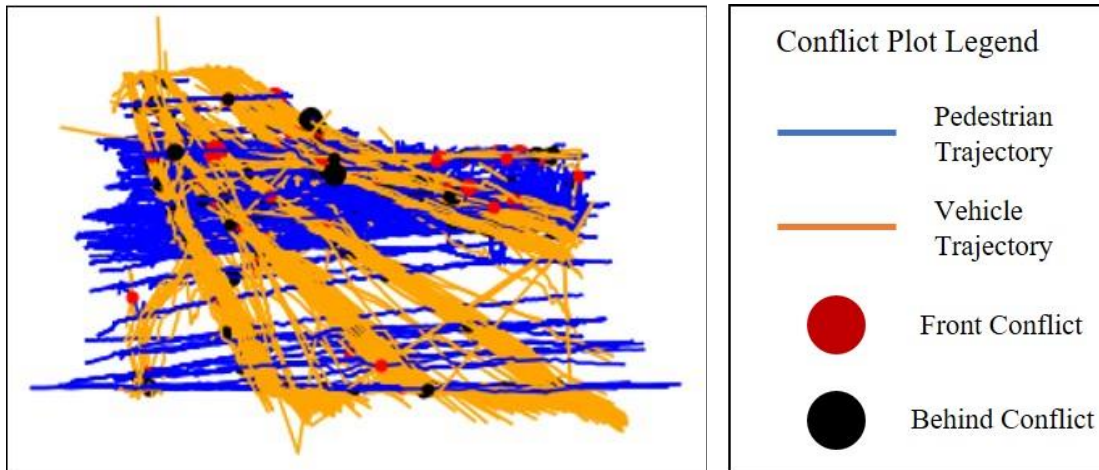 Conflict Plot Legend
Pedestrian
Trajectory
Vehicle
Trajectory
Front Conflict
Behind Conflict